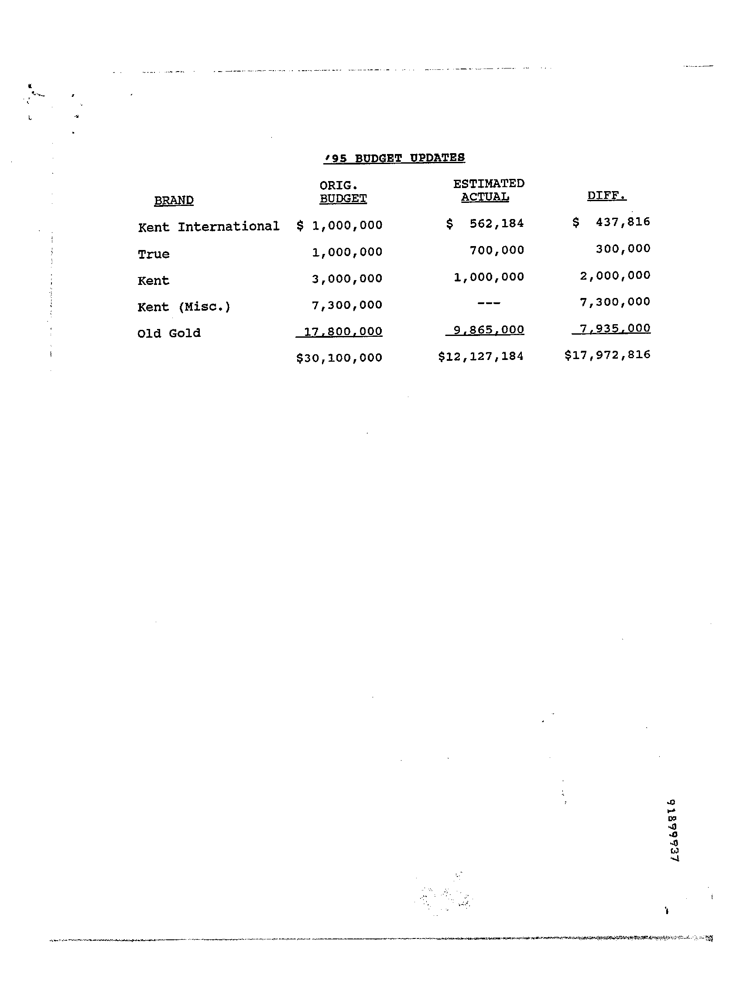 '95 BUDGET UPDATES
BRAND ORIG. BUDGET ESTIMATED ACTUAL DIFF.
Kent International $ 1,000,000 $ 562,184 $ 437,816
True 1,000,000 700,000 300,000
Kent 3,000,000 1,000,000 2,000,000
Kent (Misc.) 7,300,000 --- 7,300,000
Old Gold 17,800,000 9,865,000 7,935,000
$30,100,000 $12,127,184 $17,972,816
91899937